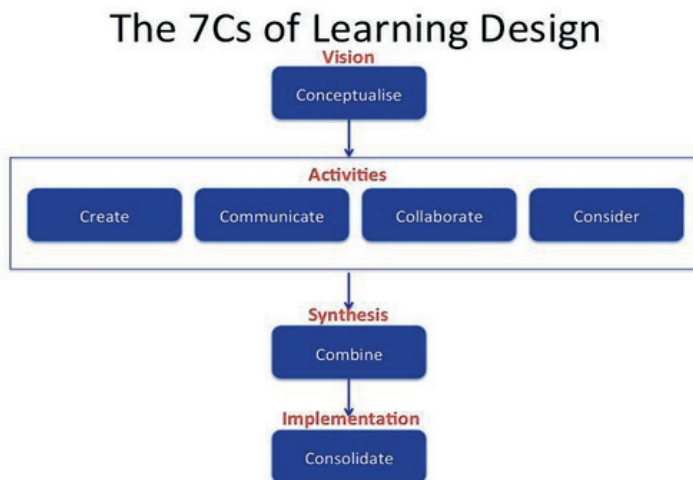 The 7Cs of Learning Design
Vision
Conceptualise
Activities
Create Communicate Collaborate Consider
Synthesis
Combine
Implementation
Consolidate